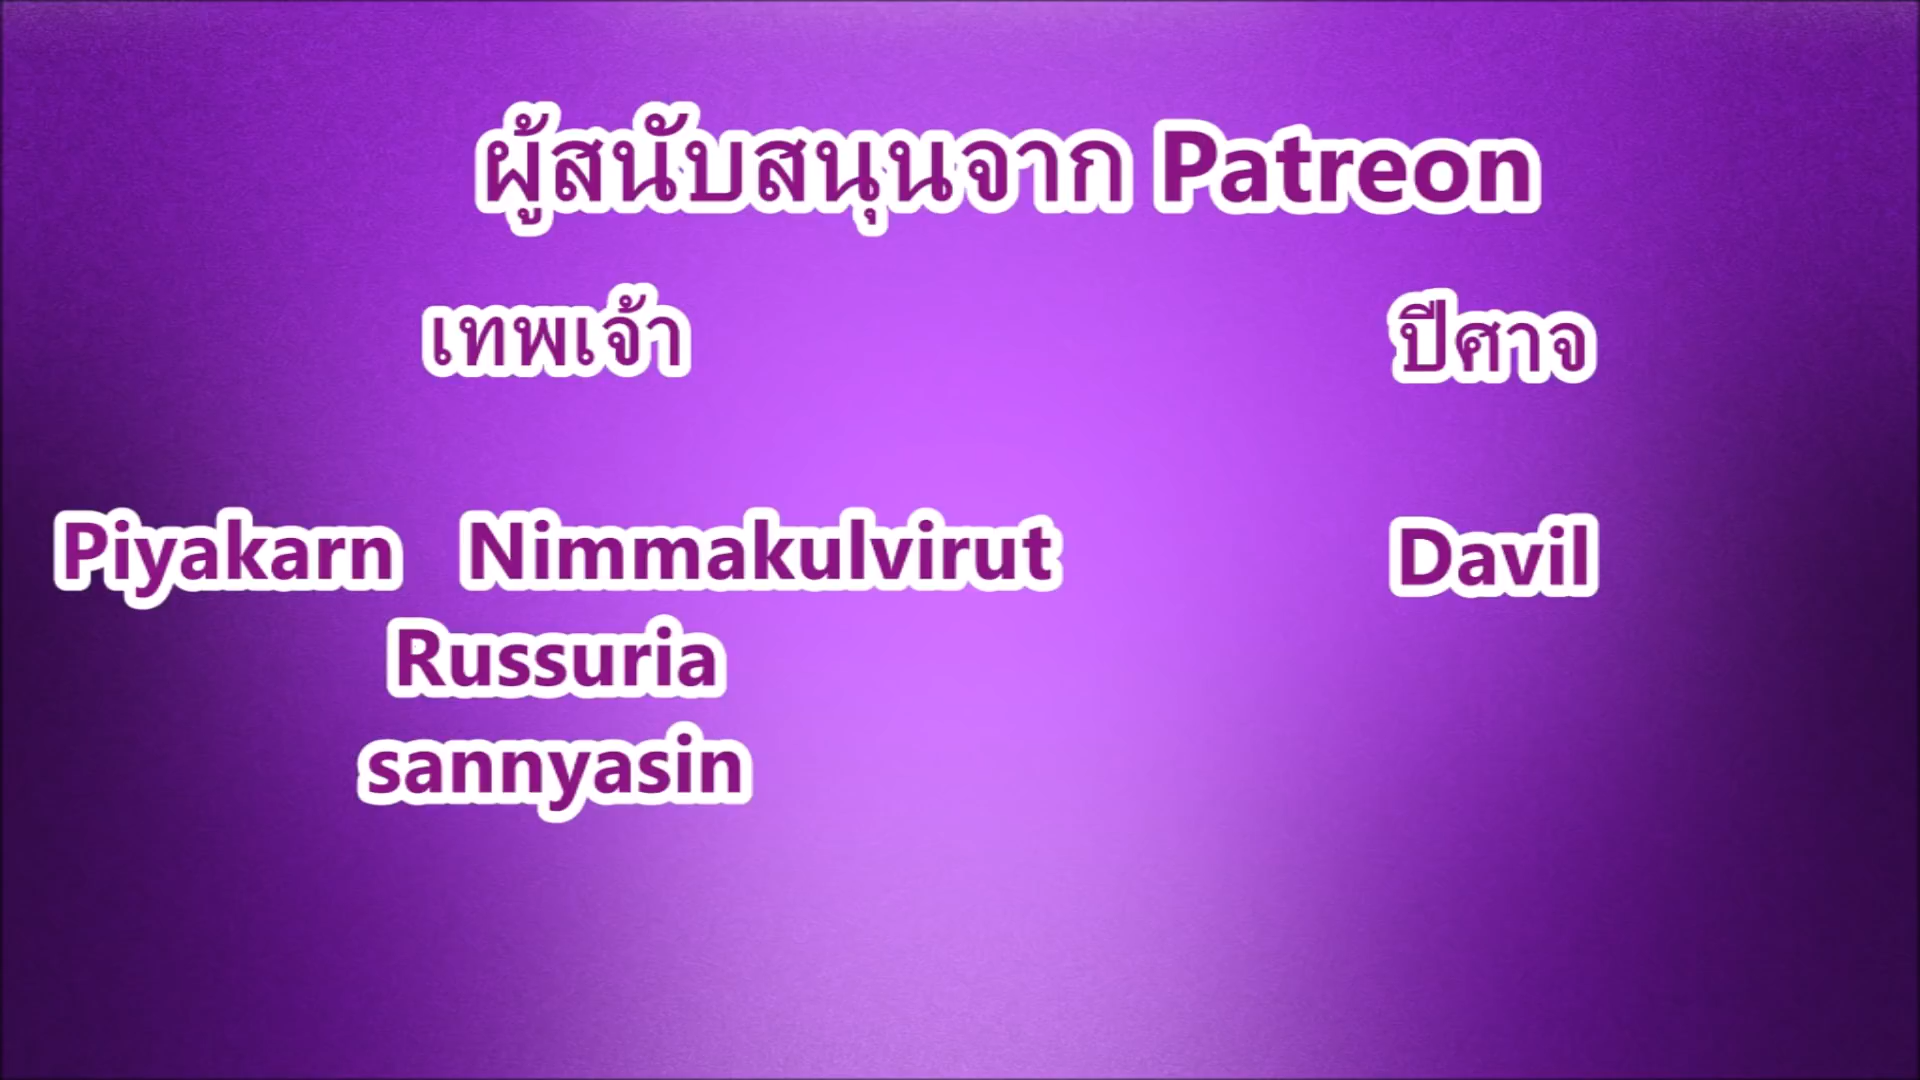 ผู้สนับสนุนจาก Patreon
เทพเจ้า
ปีศาจ
Piyakarn Nimmakulvirut
Davil
Russuria
sannyasin